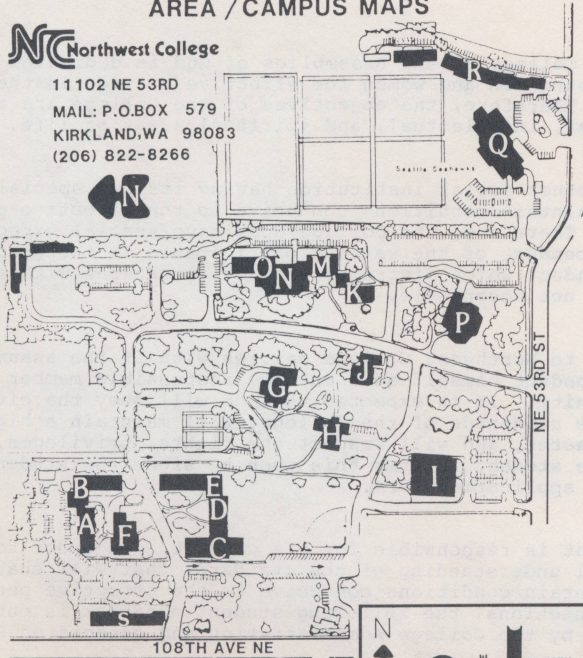 AREA / CAMPUS MAPS
NC Northwest College
11102 NE 53RD
MAIL: P.O.BOX 579
KIRKLAND,WA 98083
(206) 822-8266
N
R
Q
Seattle Seahawks
T
O
N
M
K
P
J
G
H
I
NE 53RD ST
B
E
D
A
F
C
S
108TH AVE NE
N